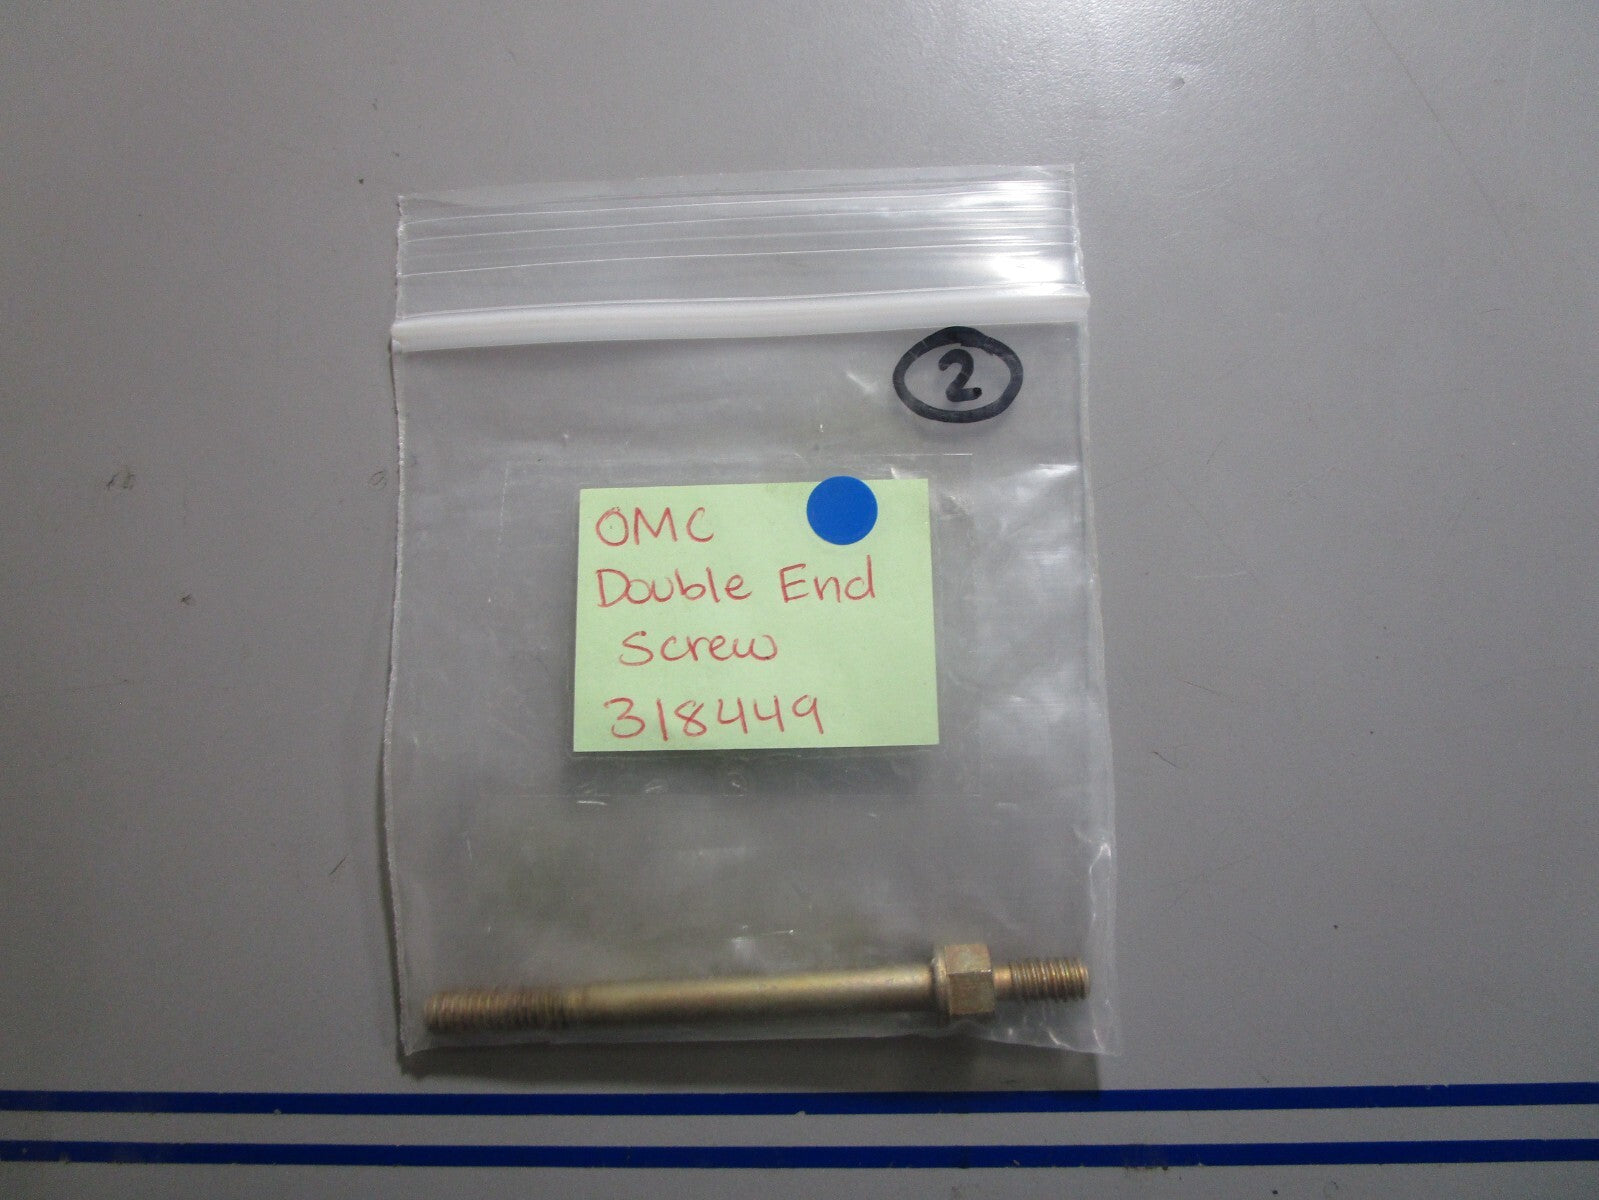 2
OMC
Double End
Screw
318449